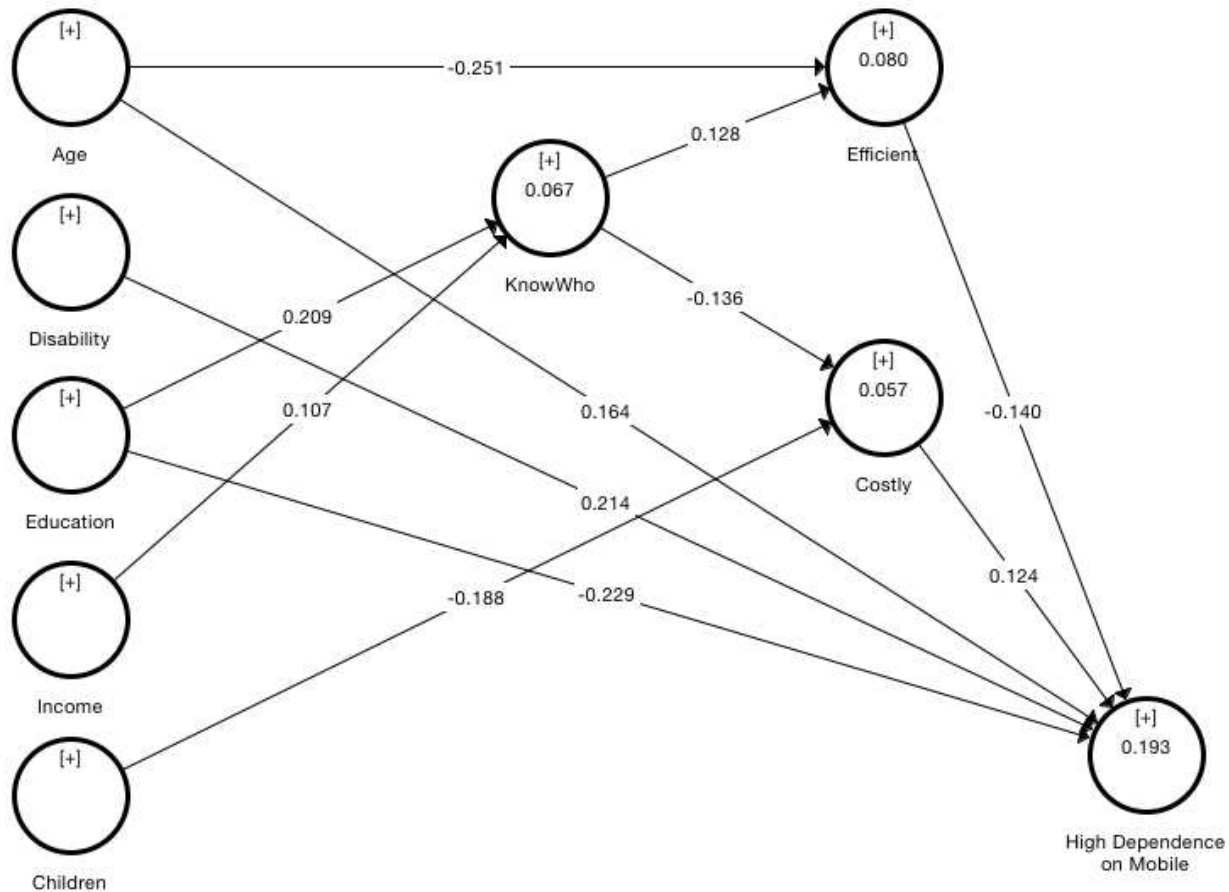 [+]
Age
[+]
Disability
[+]
Education
[+]
Income
[+]
Children
-0.251
0.209
0.107
0.164
0.214
-0.229
-0.188
[+]
0.067
KnowWho
0.128
-0.136
[+]
0.080
Efficient
[+]
0.057
Costly
-0.140
0.124
[+]
0.193
High Dependence
on Mobile